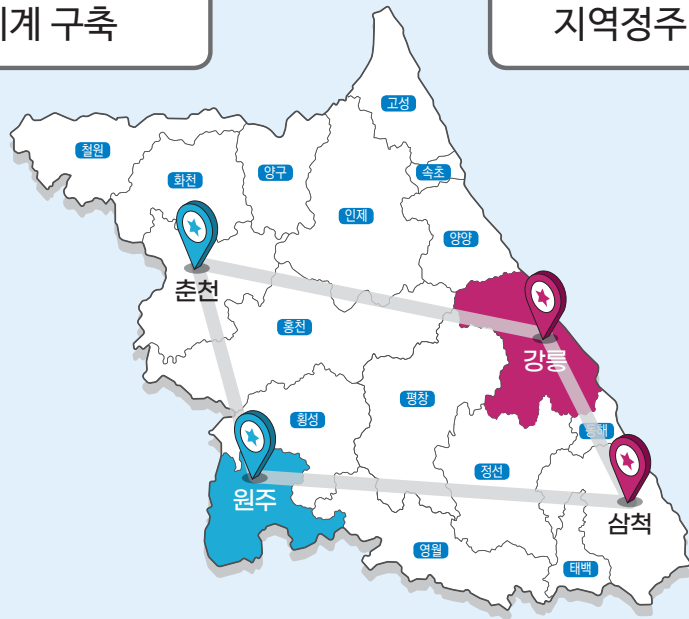 계 구축
지역정주
고성
철원
속초
양구
화천
인제
양양
춘천
홍천
강릉
평창
횡성
동해
정선
원주
삼척
영월
태백